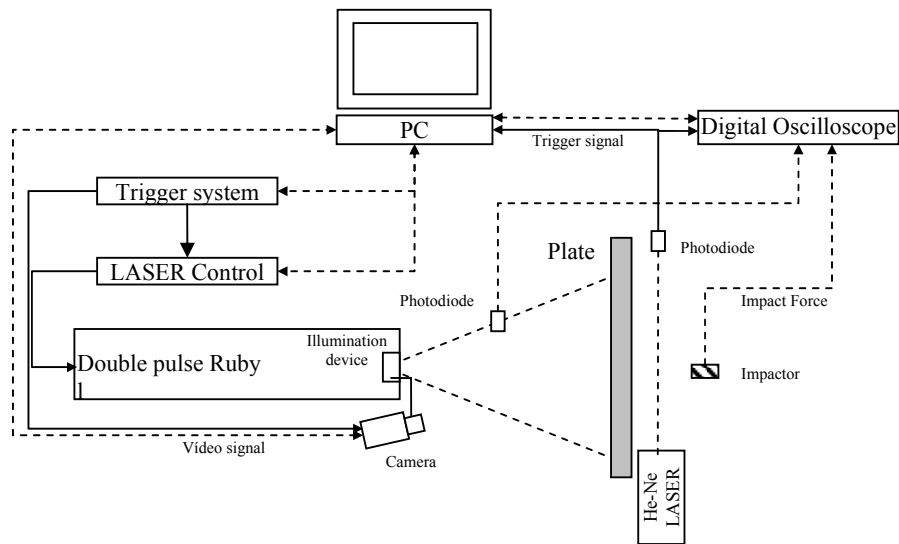 PC
Trigger signal
Digital Oscilloscope
Trigger system
LASER Control
Plate
Photodiode
Photodiode
Impact Force
Impactor
Illumination
device
Double pulse Ruby
Vídeo signal
Camera
He-Ne
LASER